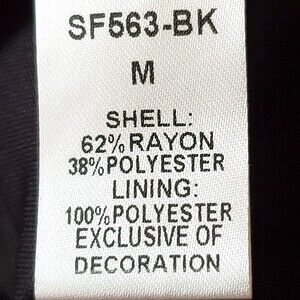 SF563-BK
M
SHELL:
62% RAYON
38% POLYESTER
LINING:
100% POLYESTER
EXCLUSIVE OF
DECORATION